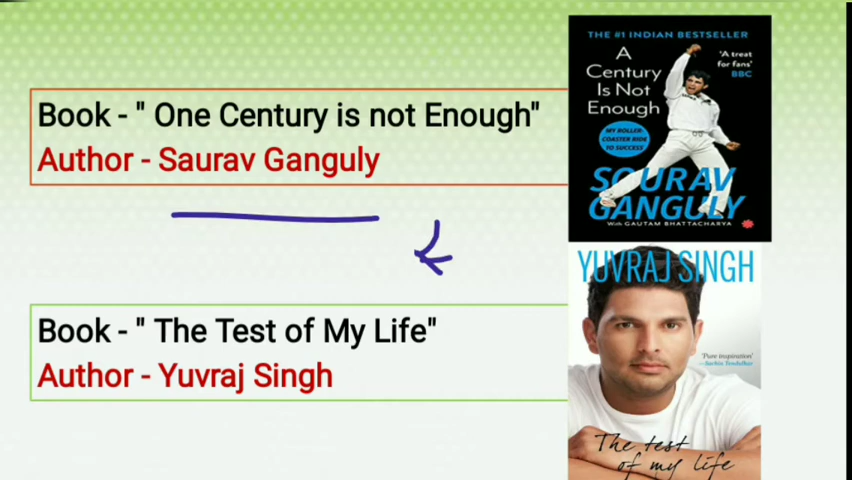 Book - " One Century is not Enough"
Author - Saurav Ganguly
THE #1 INDIAN BESTSELLER
A
Century
Is Not
Enough
'A treat
for fans'
BBC
MY ROLLER-
COASTER RIDE
TO SUCCESS
SOURAV
GANGULY
With GAUTAM BHATTACHARYA
Book - " The Test of My Life"
Author - Yuvraj Singh
YUVRAJ SINGH
'Pure inspiration'
—Sachin Tendulkar
The test
of my life